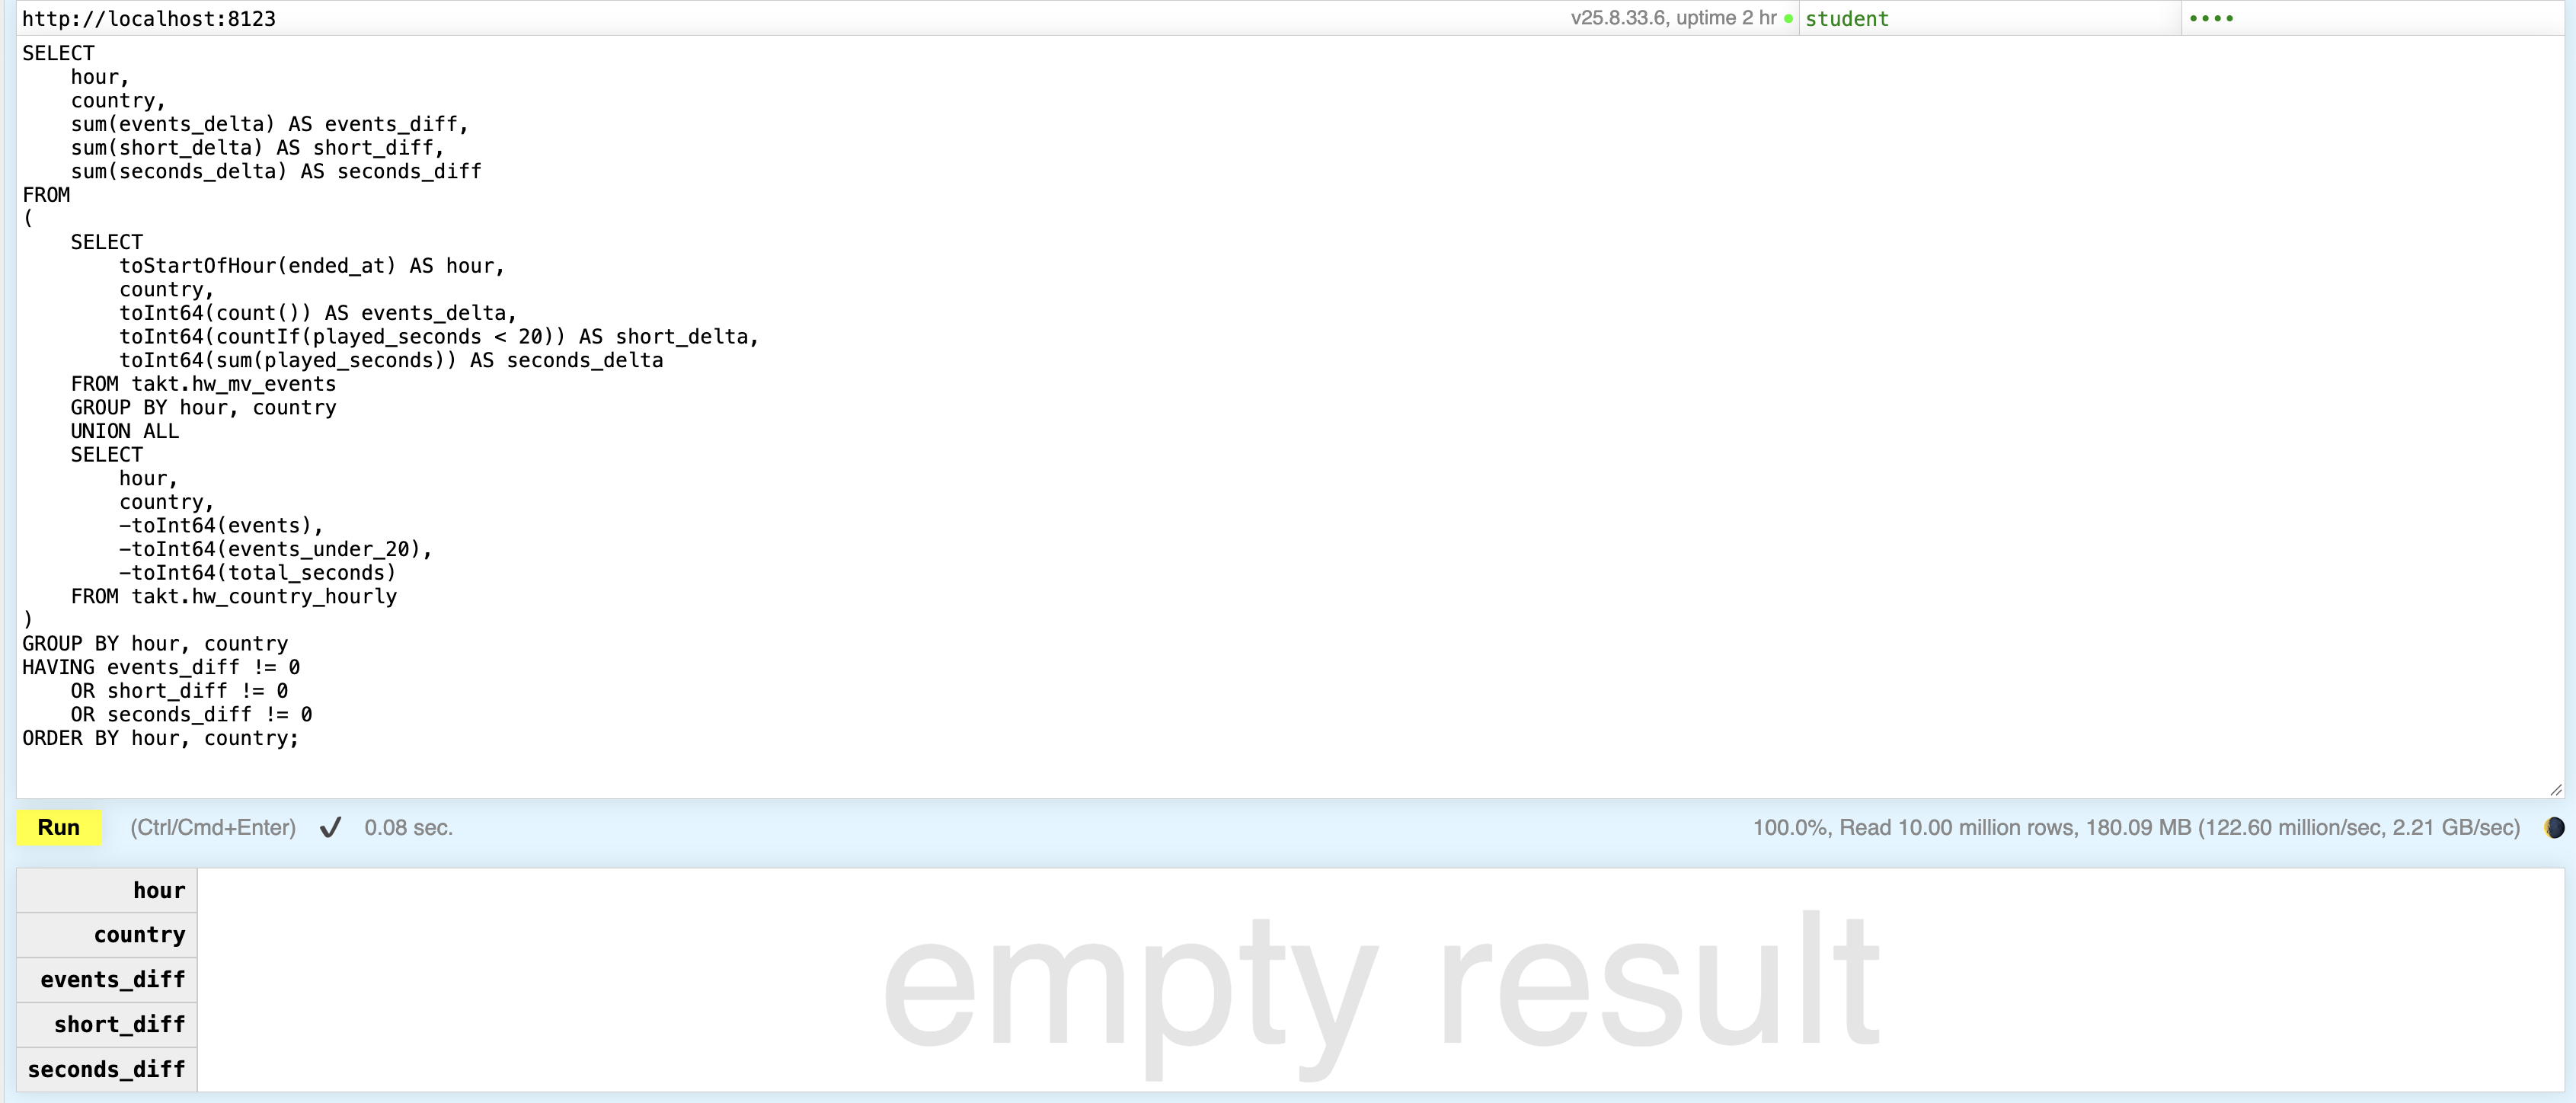 http://localhost:8123
v25.8.33.6, uptime 2 hr
student
••••
SELECT
    hour,
    country,
    sum(events_delta) AS events_diff,
    sum(short_delta) AS short_diff,
    sum(seconds_delta) AS seconds_diff
FROM
(
    SELECT
        toStartOfHour(ended_at) AS hour,
        country,
        toInt64(count()) AS events_delta,
        toInt64(countIf(played_seconds < 20)) AS short_delta,
        toInt64(sum(played_seconds)) AS seconds_delta
    FROM takt.hw_mv_events
    GROUP BY hour, country
    UNION ALL
    SELECT
        hour,
        country,
        -toInt64(events),
        -toInt64(events_under_20),
        -toInt64(total_seconds)
    FROM takt.hw_country_hourly
)
GROUP BY hour, country
HAVING events_diff != 0
    OR short_diff != 0
    OR seconds_diff != 0
ORDER BY hour, country;
Run (Ctrl/Cmd+Enter) ✔ 0.08 sec.
100.0%, Read 10.00 million rows, 180.09 MB (122.60 million/sec, 2.21 GB/sec)
hour
country
events_diff
short_diff
seconds_diff
empty result